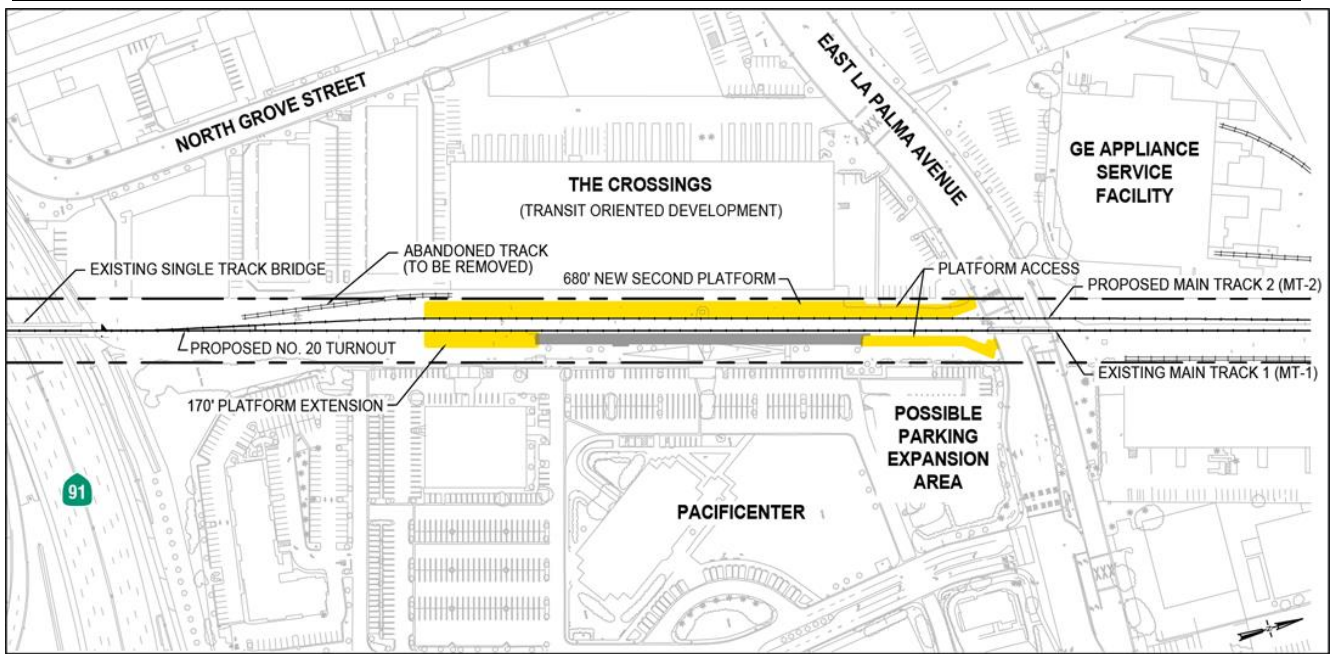 NORTH GROVE STREET
EAST LA PALMA AVENUE
GE APPLIANCE
SERVICE
FACILITY
THE CROSSINGS
(TRANSIT ORIENTED DEVELOPMENT)
EXISTING SINGLE TRACK BRIDGE
ABANDONED TRACK
(TO BE REMOVED)
680' NEW SECOND PLATFORM
PLATFORM ACCESS
PROPOSED MAIN TRACK 2 (MT-2)
PROPOSED NO. 20 TURNOUT
EXISTING MAIN TRACK 1 (MT-1)
170' PLATFORM EXTENSION
POSSIBLE
PARKING
EXPANSION
AREA
91
PACIFICENTER